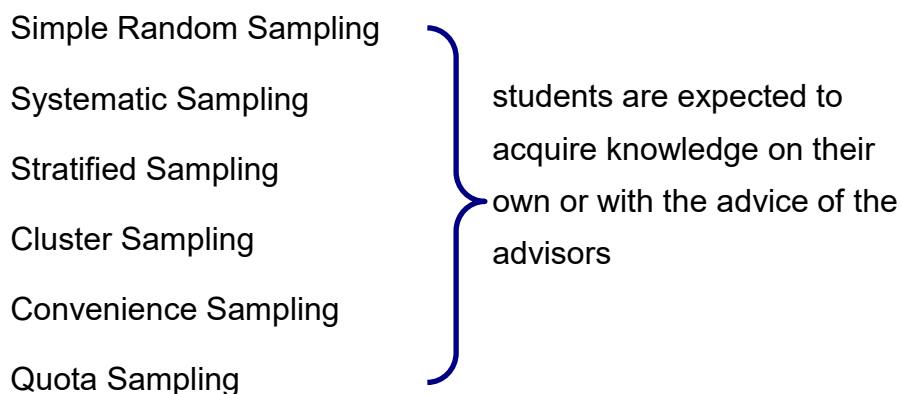 Simple Random Sampling
Systematic Sampling
Stratified Sampling
Cluster Sampling
Convenience Sampling
Quota Sampling
students are expected to
acquire knowledge on their
own or with the advice of the
advisors